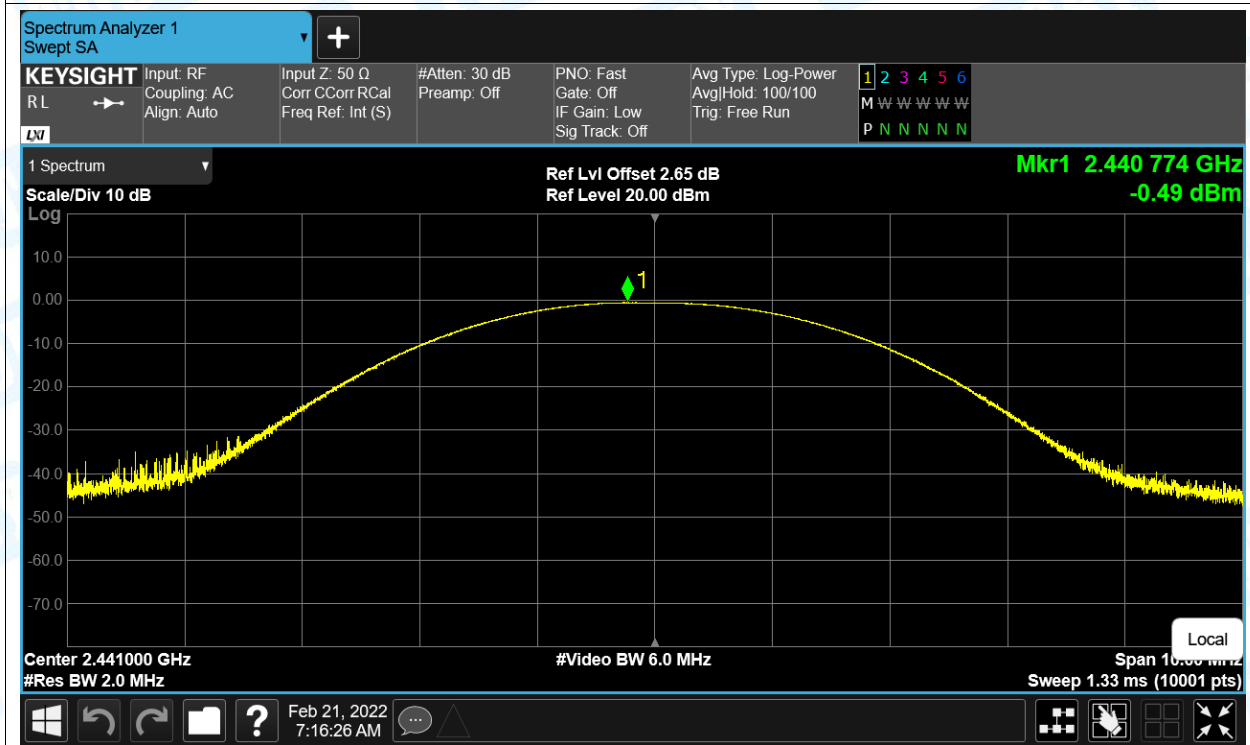 Spectrum Analyzer 1
Swept SA
KEYSIGHT
R L
LXI
Input: RF
Coupling: AC
Align: Auto
Input Z: 50 Ω
Corr CCorr RCal
Freq Ref: Int (S)
#Atten: 30 dB
Preamp: Off
PNO: Fast
Gate: Off
IF Gain: Low
Sig Track: Off
Avg Type: Log-Power
Avg|Hold: 100/100
Trig: Free Run
1 2 3 4 5 6
M W W W W W
P N N N N N
1 Spectrum
Scale/Div 10 dB
Log
Ref Lvl Offset 2.65 dB
Ref Level 20.00 dBm
Mkr1 2.440 774 GHz
-0.49 dBm
1
10.0
0.00
-10.0
-20.0
-30.0
-40.0
-50.0
-60.0
-70.0
Local
Center 2.441000 GHz
#Video BW 6.0 MHz
Span 10.00 MHz
#Res BW 2.0 MHz
Sweep 1.33 ms (10001 pts)
?
Feb 21, 2022
7:16:26 AM